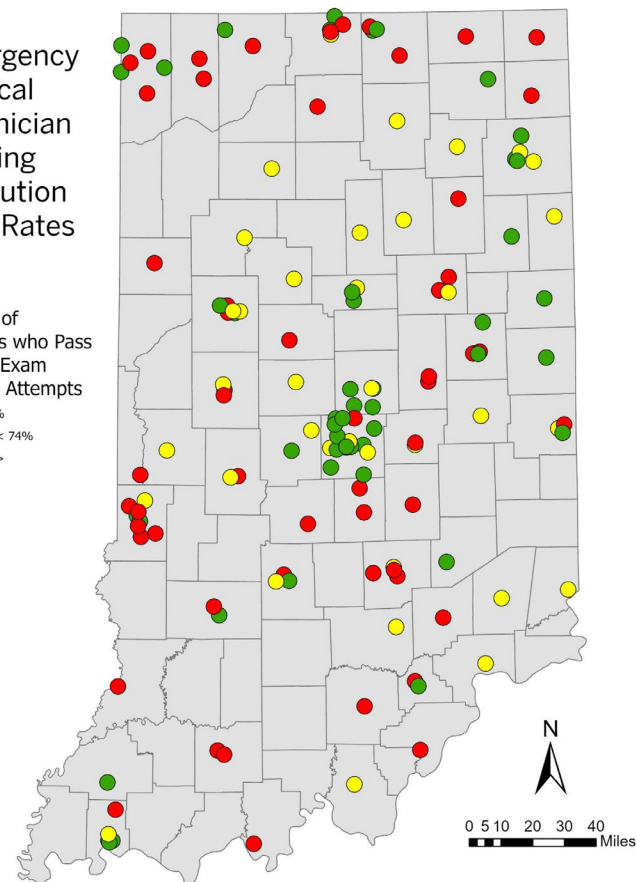 rgency
cal
nician
ing
ution
Rates
of
s who Pass
Exam
Attempts
%
< 74%
>
N
0 5 10 20 30 40
Miles